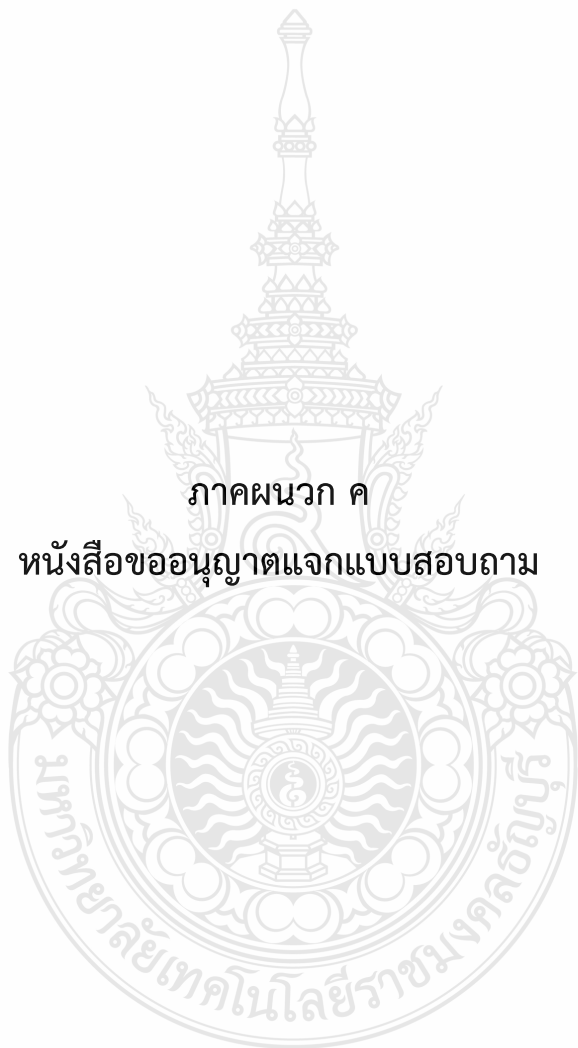 ภาคผนวก ค
หนังสือขออนุญาตแจกแบบสอบถาม
มหาวิทยาลัยเทคโนโลยีราชมงคลธัญบุรี